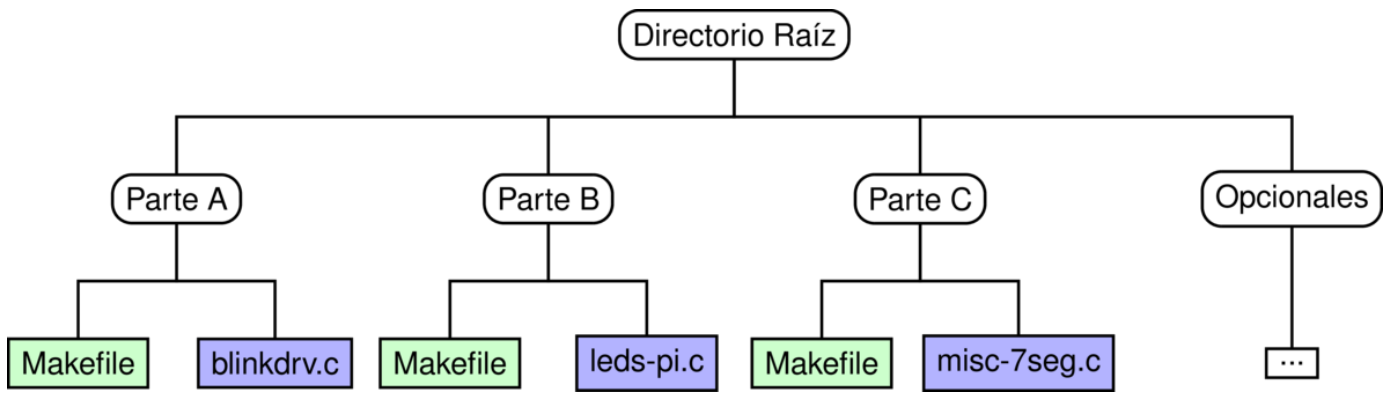 Directorio Raíz
Parte A
Parte B
Parte C
Opcionales
Makefile
blinkdrv.c
Makefile
leds-pi.c
Makefile
misc-7seg.c
...